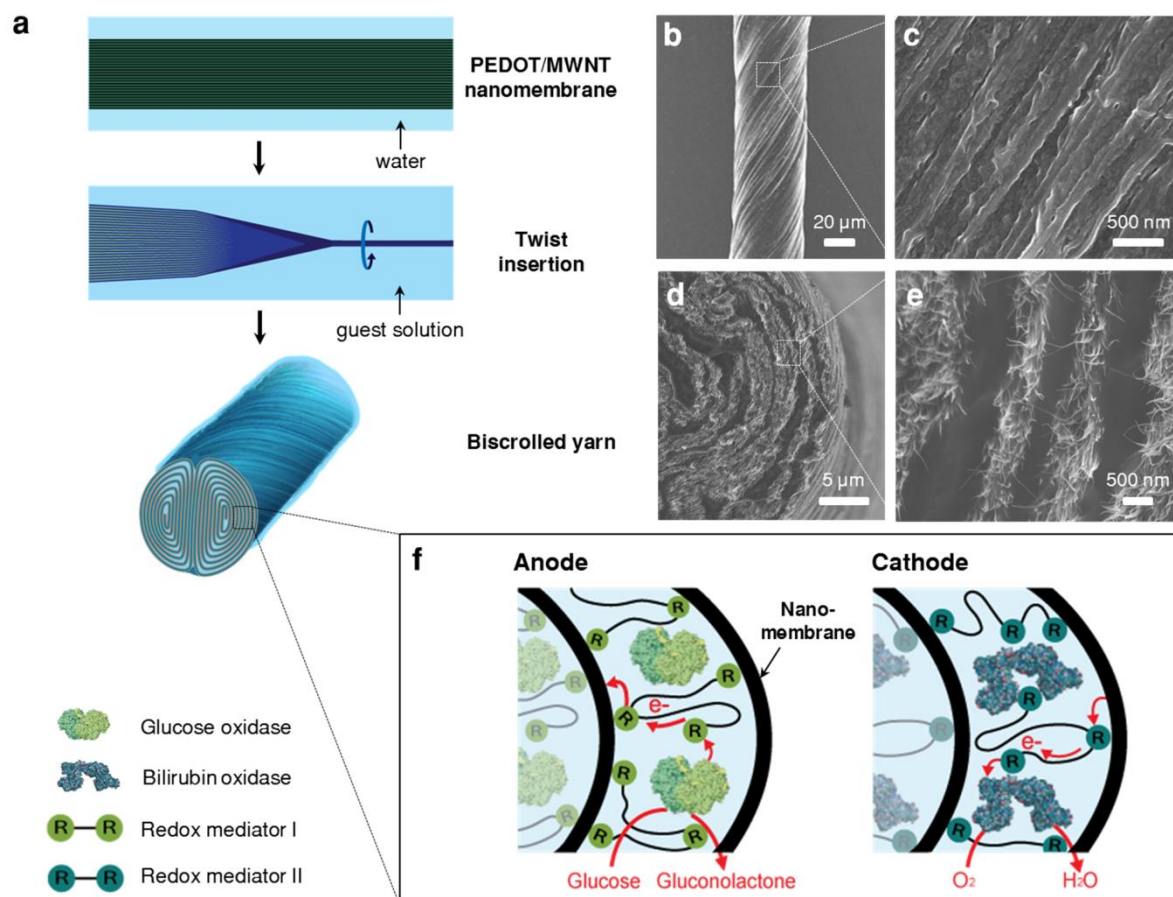 a
PEDOT/MWNT
nanomembrane
water
Twist
insertion
guest solution
Biscrolled yarn
b
20 µm
c
500 nm
d
5 µm
e
500 nm
f
Anode
Cathode
Nano-
membrane
R
R
R
R
R
R
R
R
R
R
R
e-
R
R
R
R
R
R
R
R
e-
Glucose
Gluconolactone
O2
H2O
Glucose oxidase
Bilirubin oxidase
R R Redox mediator I
R R Redox mediator II